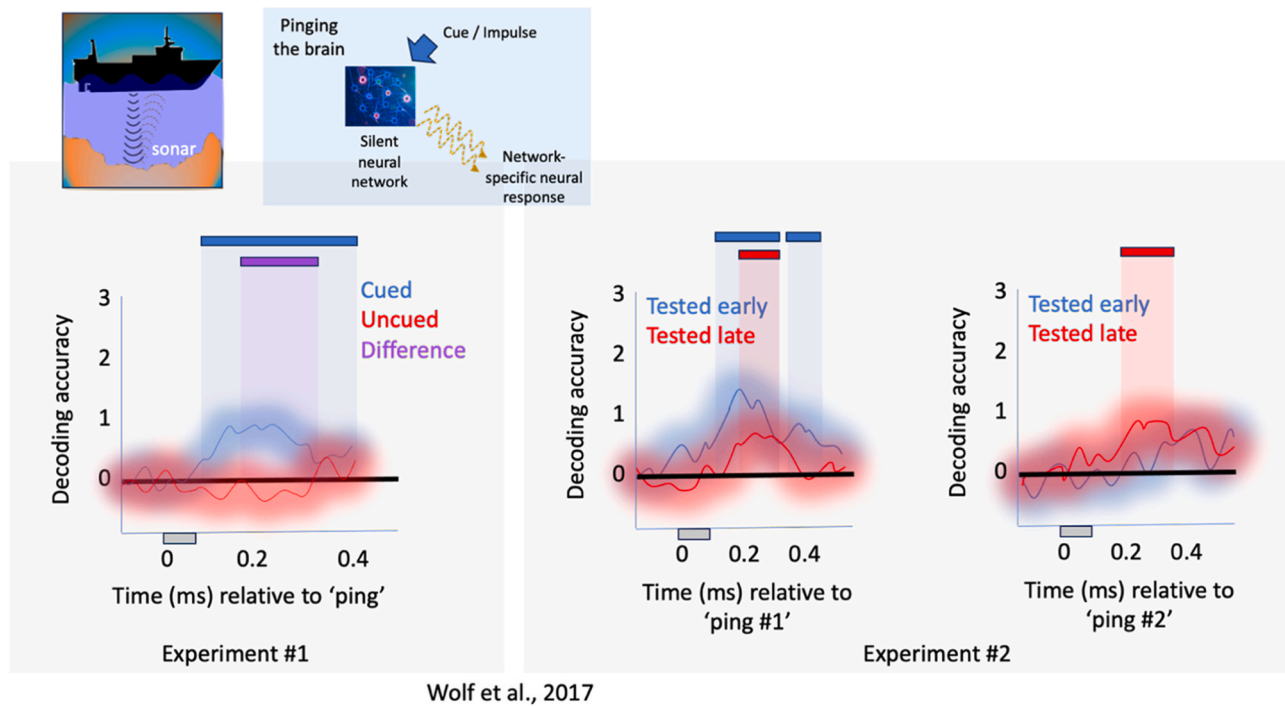 sonar
Pinging
the brain
Cue / Impulse
Silent
neural
network
Network-
specific neural
response
Cued
Uncued
Difference
Decoding accuracy
3
2
1
0
0 0.2 0.4
Time (ms) relative to ‘ping’
Experiment #1
Tested early
Tested late
Decoding accuracy
3
2
1
0
0 0.2 0.4
Time (ms) relative to
‘ping #1’
Tested early
Tested late
Decoding accuracy
3
2
1
0
0 0.2 0.4
Time (ms) relative to
‘ping #2’
Experiment #2
Wolf et al., 2017